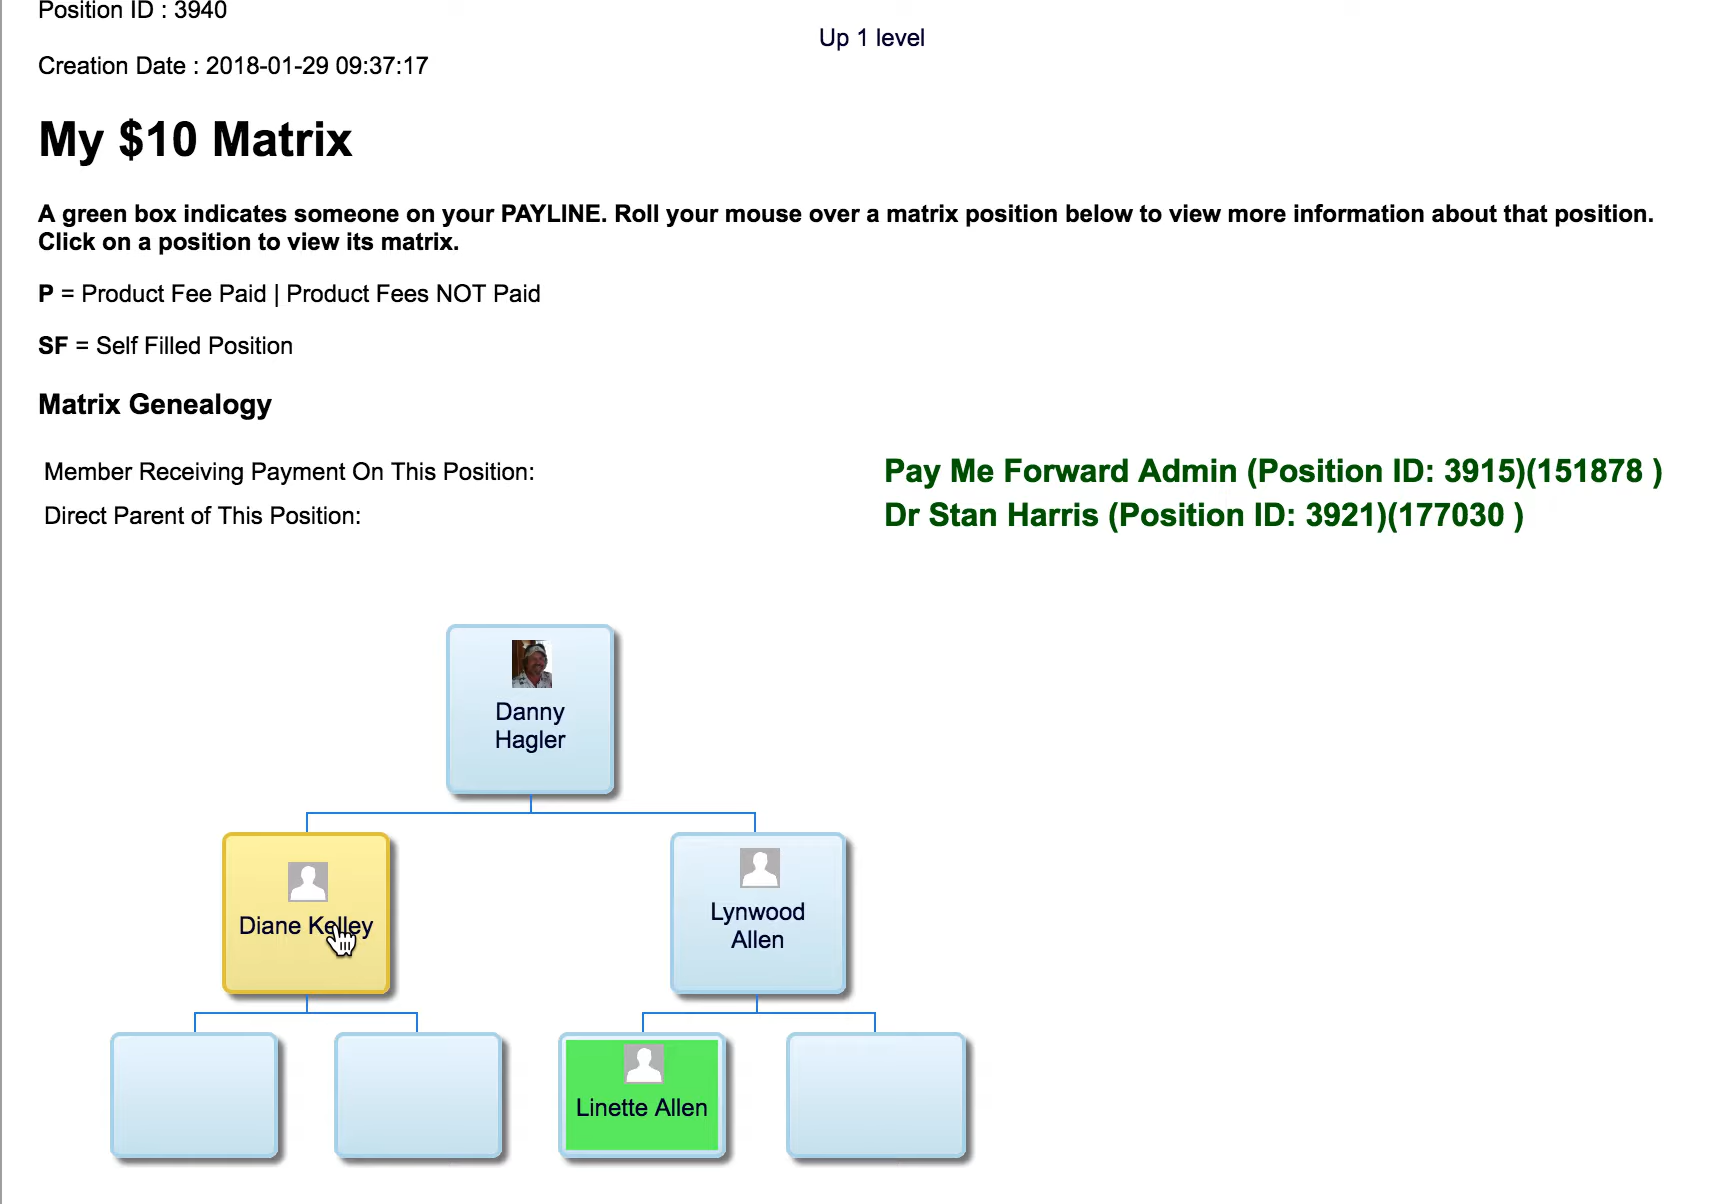 Position ID : 3940
Up 1 level
Creation Date : 2018-01-29 09:37:17
My $10 Matrix
A green box indicates someone on your PAYLINE. Roll your mouse over a matrix position below to view more information about that position.
Click on a position to view its matrix.
P = Product Fee Paid | Product Fees NOT Paid
SF = Self Filled Position
Matrix Genealogy
Member Receiving Payment On This Position:
Pay Me Forward Admin (Position ID: 3915)(151878 )
Direct Parent of This Position:
Dr Stan Harris (Position ID: 3921)(177030 )
Danny
Hagler
Diane Kelley
Lynwood
Allen
Linette Allen